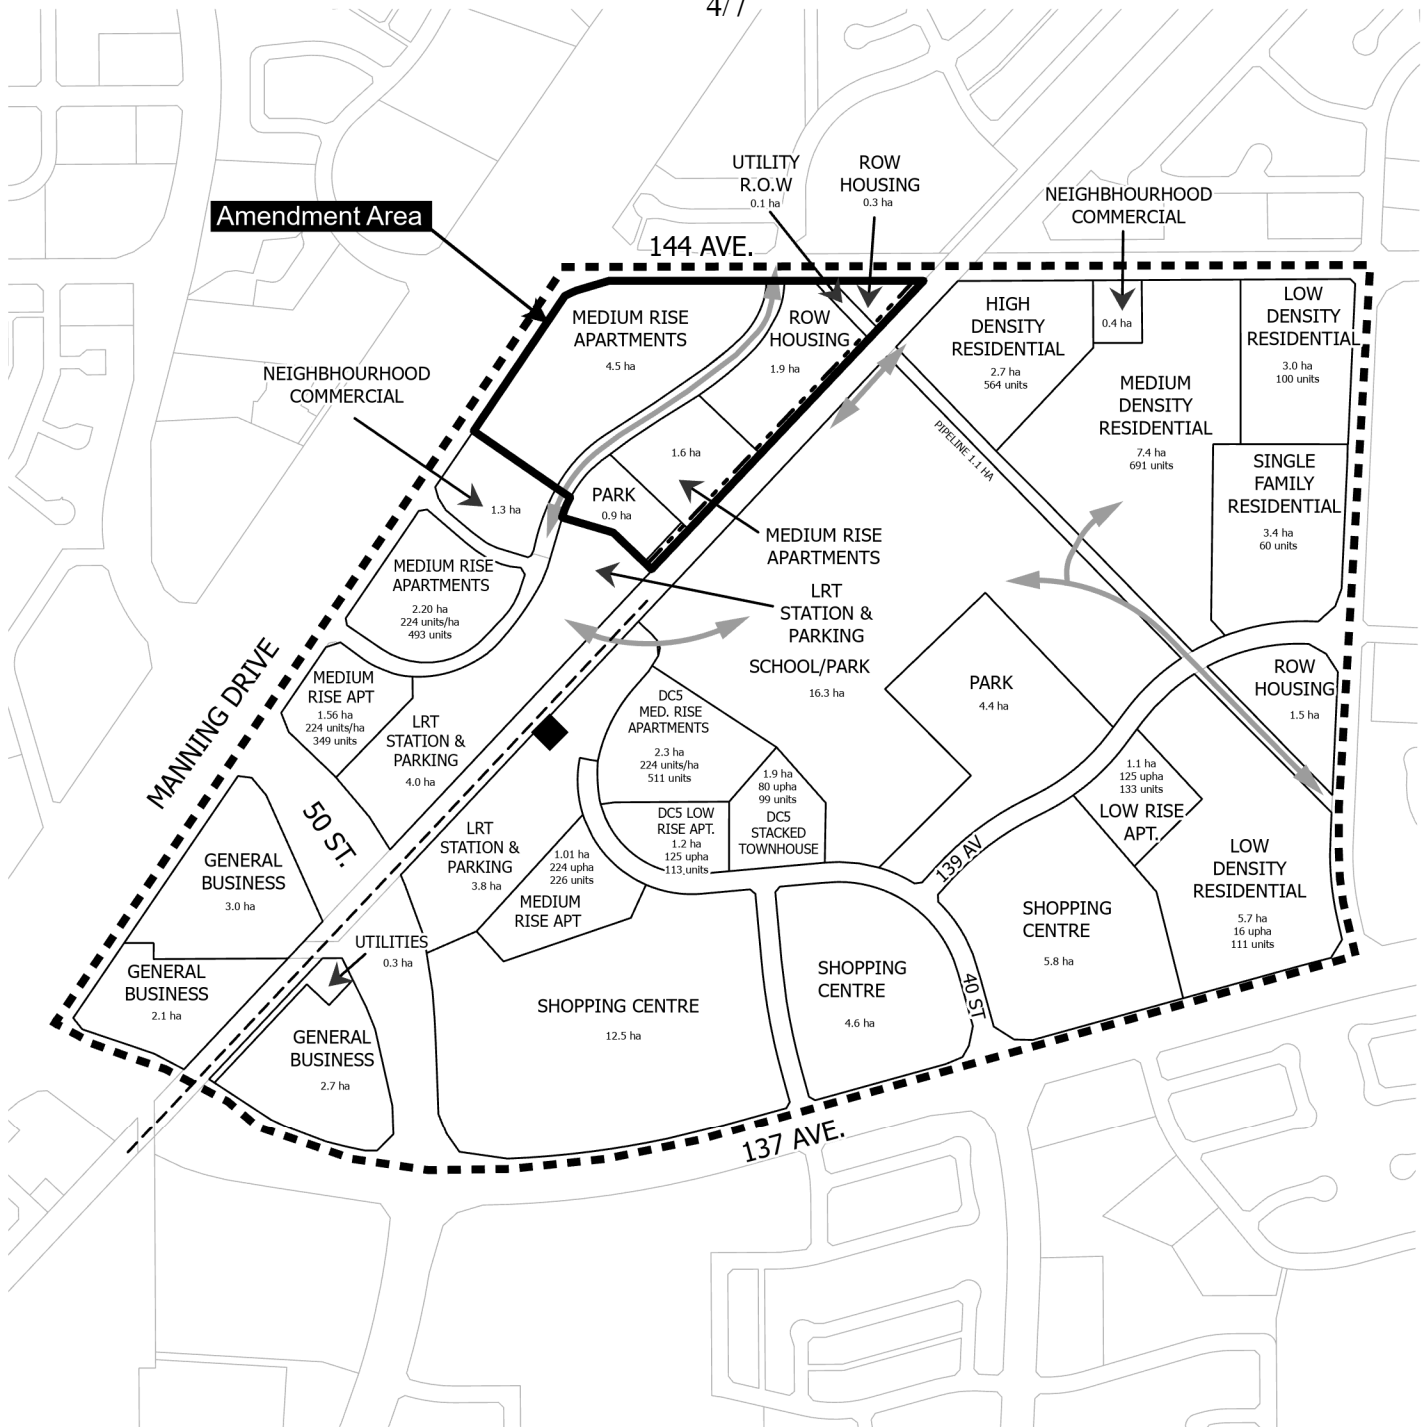 4/7
UTILITY
R.O.W
0.1 ha
ROW
HOUSING
0.3 ha
NEIGHBHOURHOOD
COMMERCIAL
Amendment Area
144 AVE.
MEDIUM RISE
APARTMENTS
4.5 ha
ROW
HOUSING
1.9 ha
HIGH
DENSITY
RESIDENTIAL
2.7 ha
564 units
0.4 ha
LOW
DENSITY
RESIDENTIAL
3.0 ha
100 units
NEIGHBHOURHOOD
COMMERCIAL
MEDIUM
DENSITY
RESIDENTIAL
7.4 ha
691 units
PIPELINE 1.1 HA
1.6 ha
SINGLE
FAMILY
RESIDENTIAL
3.4 ha
60 units
PARK
0.9 ha
1.3 ha
MEDIUM RISE
APARTMENTS
MEDIUM RISE
APARTMENTS
2.20 ha
224 units/ha
493 units
LRT
STATION &
PARKING
SCHOOL/PARK
16.3 ha
PARK
4.4 ha
ROW
HOUSING
1.5 ha
MANNING DRIVE
MEDIUM
RISE APT
1.56 ha
224 units/ha
349 units
LRT
STATION &
PARKING
4.0 ha
DC5
MED. RISE
APARTMENTS
2.3 ha
224 units/ha
511 units
1.9 ha
80 upha
99 units
DC5
STACKED
TOWNHOUSE
1.1 ha
125 upha
133 units
LOW RISE
APT.
50 ST.
DC5 LOW
RISE APT.
1.2 ha
125 upha
113 units
LRT
STATION &
PARKING
3.8 ha
1.01 ha
224 upha
226 units
MEDIUM
RISE APT
139 AV
GENERAL
BUSINESS
3.0 ha
LOW
DENSITY
RESIDENTIAL
5.7 ha
16 upha
111 units
SHOPPING
CENTRE
5.8 ha
UTILITIES
0.3 ha
GENERAL
BUSINESS
2.1 ha
SHOPPING
CENTRE
4.6 ha
40 ST
SHOPPING CENTRE
12.5 ha
GENERAL
BUSINESS
2.7 ha
137 AVE.